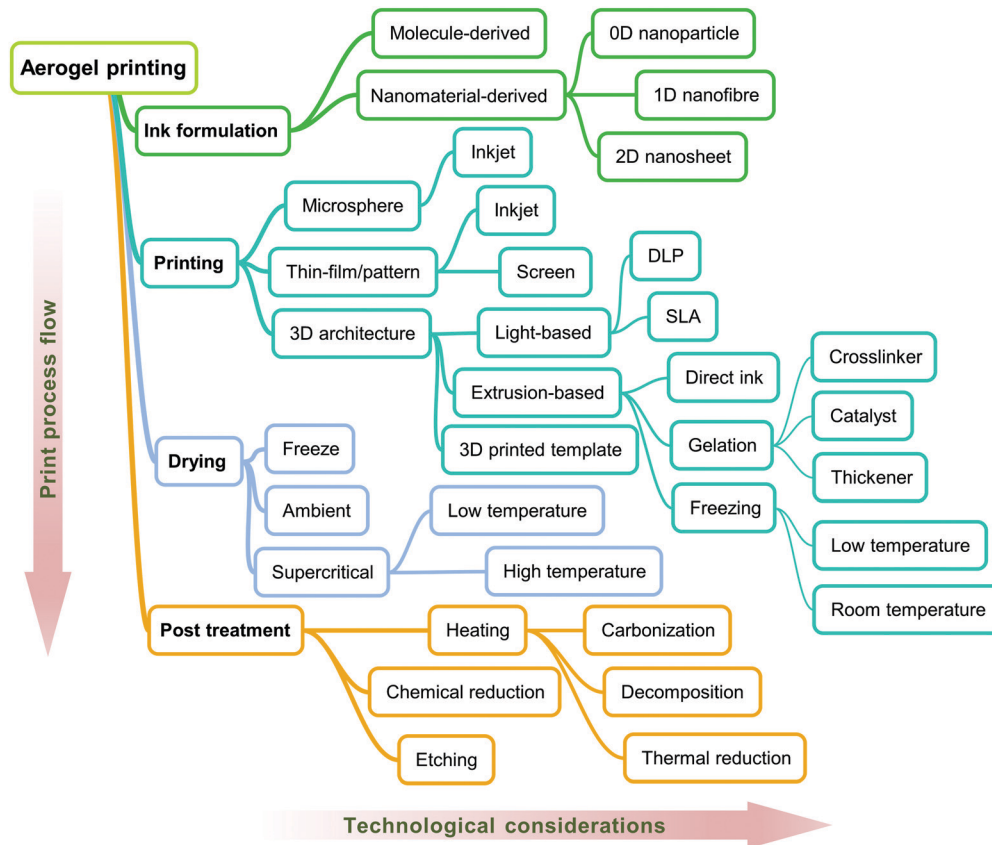 Aerogel printing
Ink formulation
Molecule-derived
Nanomaterial-derived
0D nanoparticle
1D nanofibre
2D nanosheet
Printing
Microsphere
Inkjet
Thin-film/pattern
Inkjet
Screen
3D architecture
Light-based
DLP
SLA
Extrusion-based
Direct ink
Gelation
Crosslinker
Catalyst
Thickener
Freezing
Low temperature
Room temperature
3D printed template
Drying
Freeze
Ambient
Supercritical
Low temperature
High temperature
Post treatment
Heating
Carbonization
Decomposition
Thermal reduction
Chemical reduction
Etching
Print process flow
Technological considerations